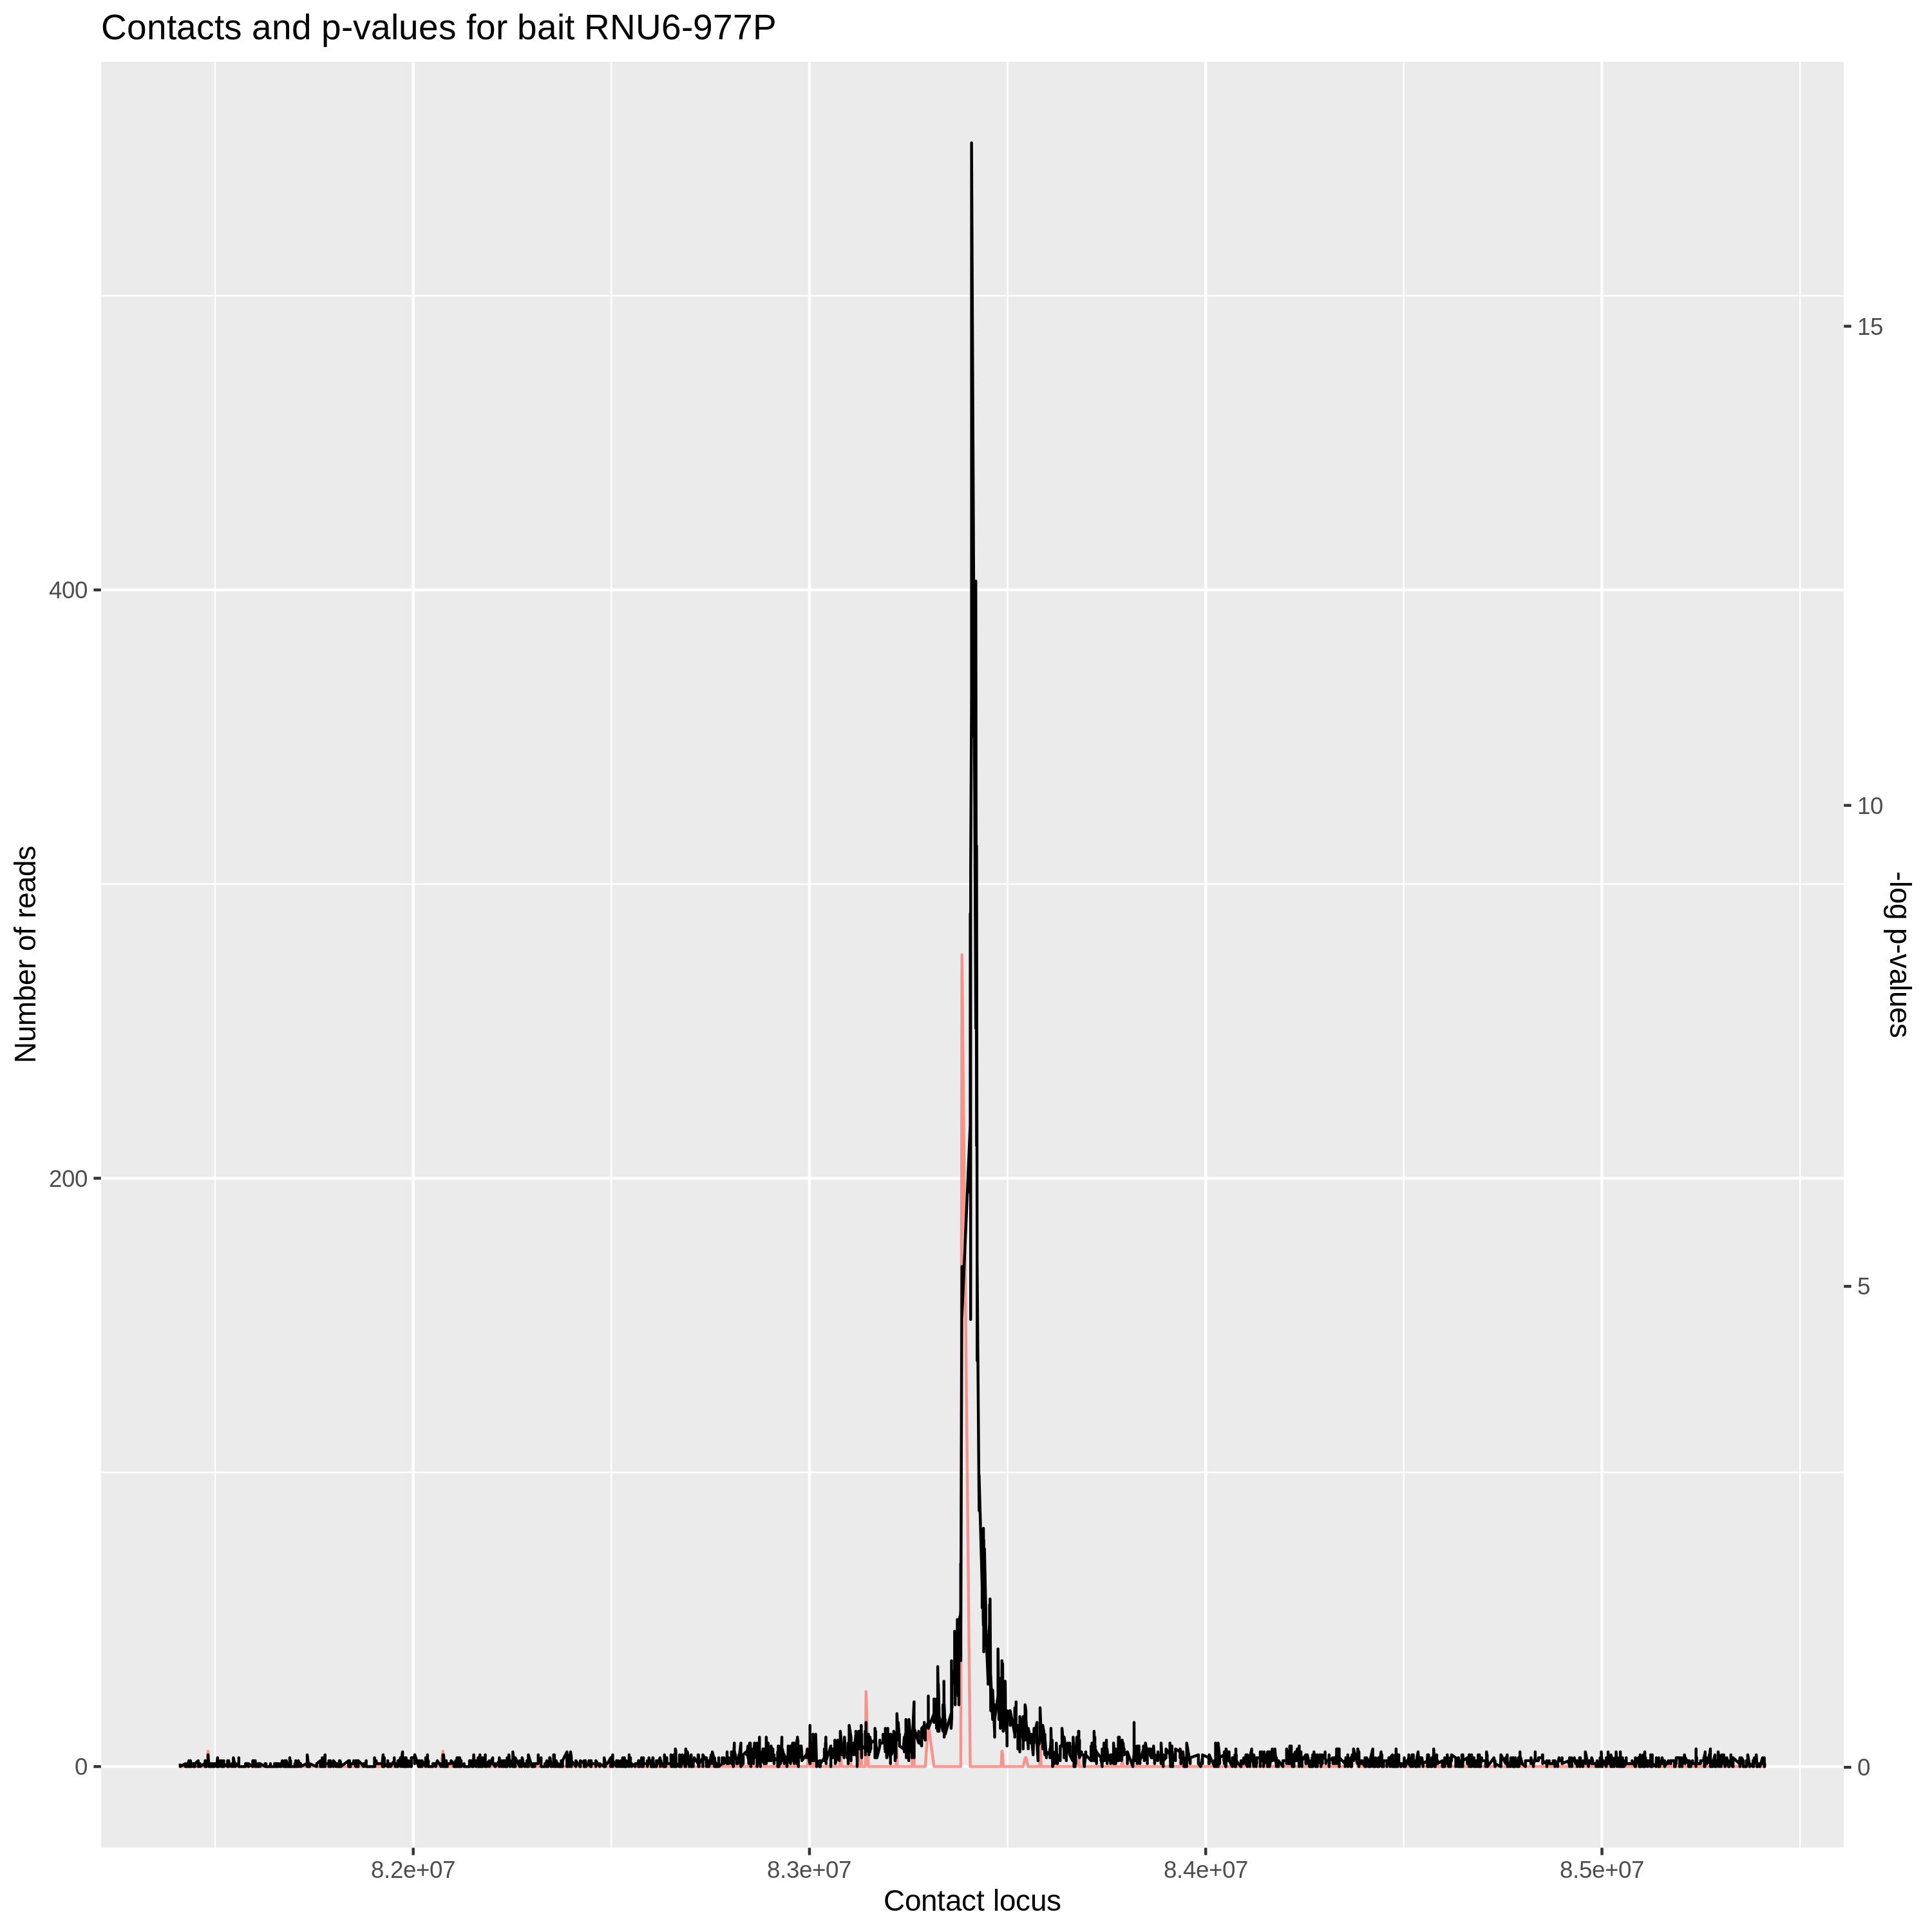 Contacts and p-values for bait RNU6-977P
Number of reads
400
200
0
15
10
5
0
-log p-values
8.2e+07 8.3e+07 8.4e+07 8.5e+07
Contact locus